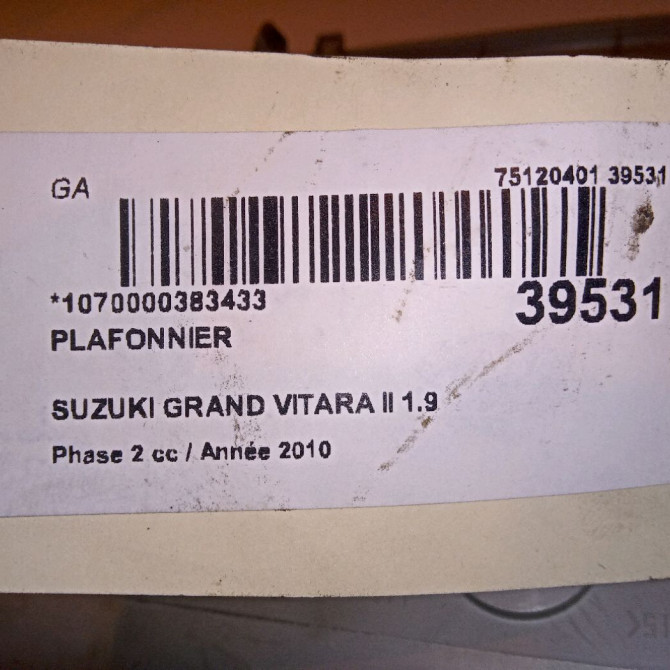 GA
75120401 39531
*1070000383433
39531
PLAFONNIER
SUZUKI GRAND VITARA II 1.9
Phase 2 cc / Année 2010